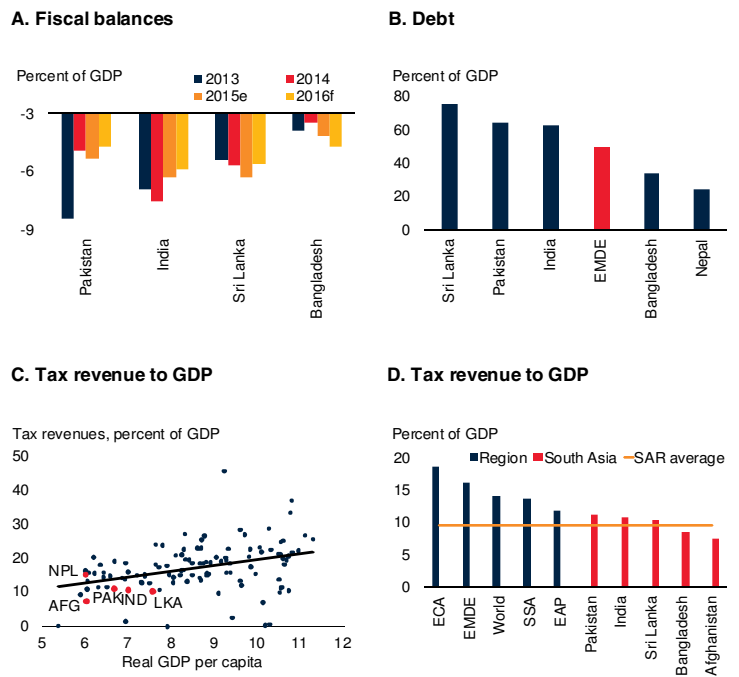 A. Fiscal balances
Percent of GDP
2013 2014
2015e 2016f
-3
-6
-9
Pakistan
India
Sri Lanka
Bangladesh
B. Debt
Percent of GDP
80
60
40
20
0
Sri Lanka
Pakistan
India
EMDE
Bangladesh
Nepal
C. Tax revenue to GDP
Tax revenues, percent of GDP
50
40
30
20
10
0
NPL
AFG
PAK
IND
LKA
5 6 7 8 9 10 11 12
Real GDP per capita
D. Tax revenue to GDP
Percent of GDP
Region South Asia SAR average
20
15
10
5
0
ECA
EMDE
World
SSA
EAP
Pakistan
India
Sri Lanka
Bangladesh
Afghanistan